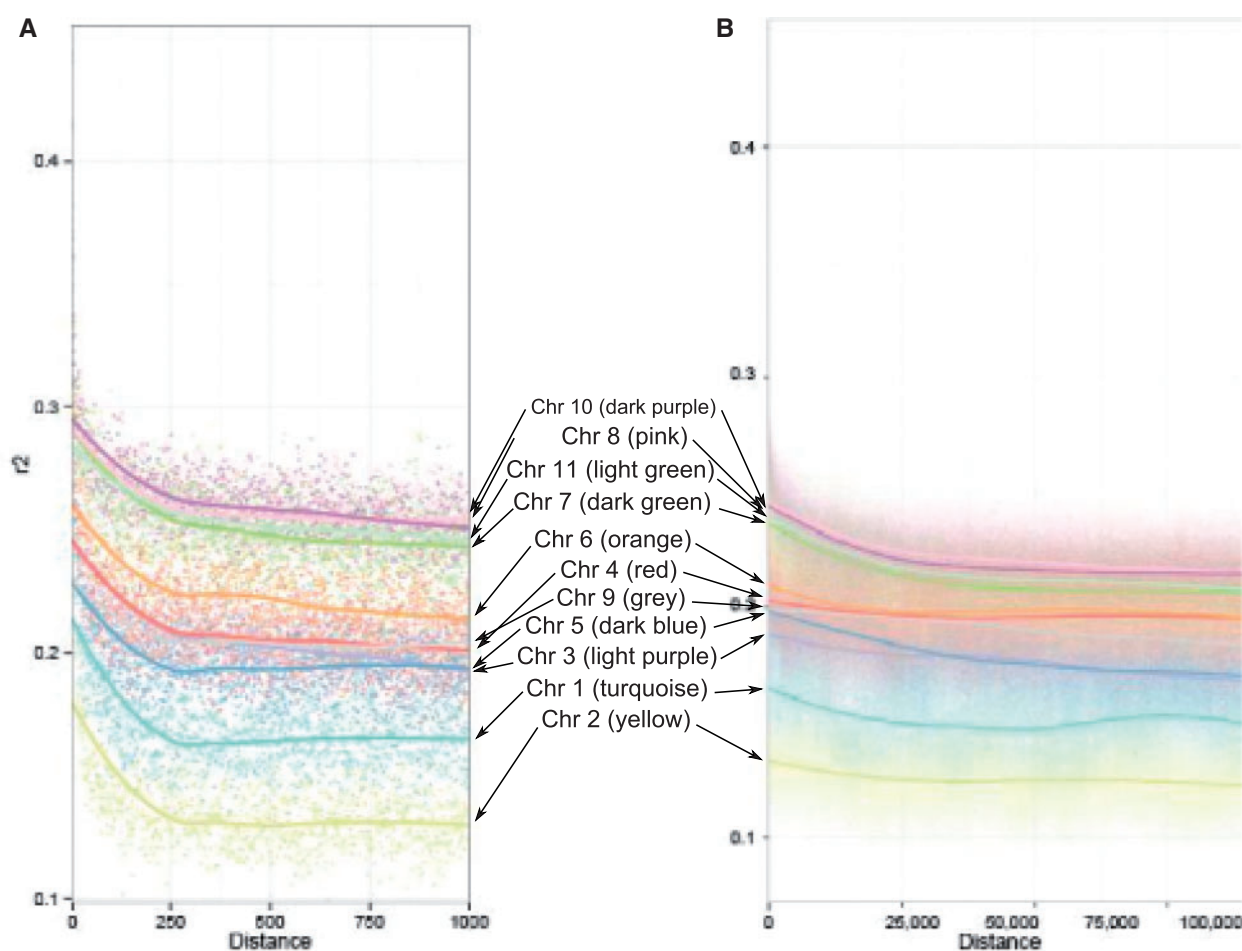 A
B
0.4
0.3
0.2
0.1
r2
0
250
500
750
1000
Distance
Chr 10 (dark purple)
Chr 8 (pink)
Chr 11 (light green)
Chr 7 (dark green)
Chr 6 (orange)
Chr 4 (red)
Chr 9 (grey)
Chr 5 (dark blue)
Chr 3 (light purple)
Chr 1 (turquoise)
Chr 2 (yellow)
0.4
0.3
0.2
0.1
0
25,000
50,000
75,000
100,000
Distance